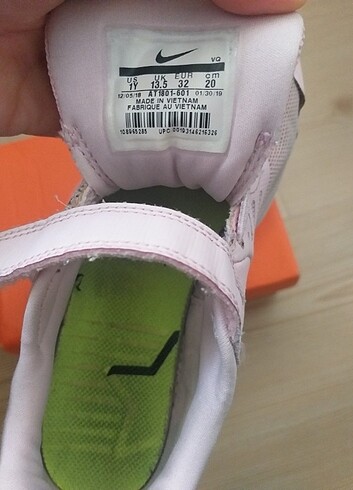 VQ
US UK EUR cm
1Y 13.5 32 20
12/05/18 AT1801-601 01/30/19
MADE IN VIETNAM
FABRIQUE AU VIETNAM